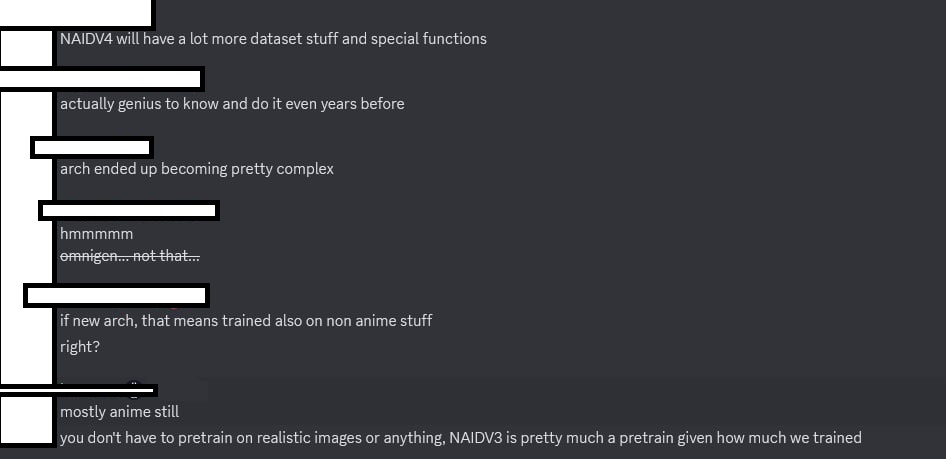 NAIDV4 will have a lot more dataset stuff and special functions
actually genius to know and do it even years before
arch ended up becoming pretty complex
hmmmmm
omnigen... not that...
if new arch, that means trained also on non anime stuff
right?
mostly anime still
you don't have to pretrain on realistic images or anything, NAIDV3 is pretty much a pretrain given how much we trained